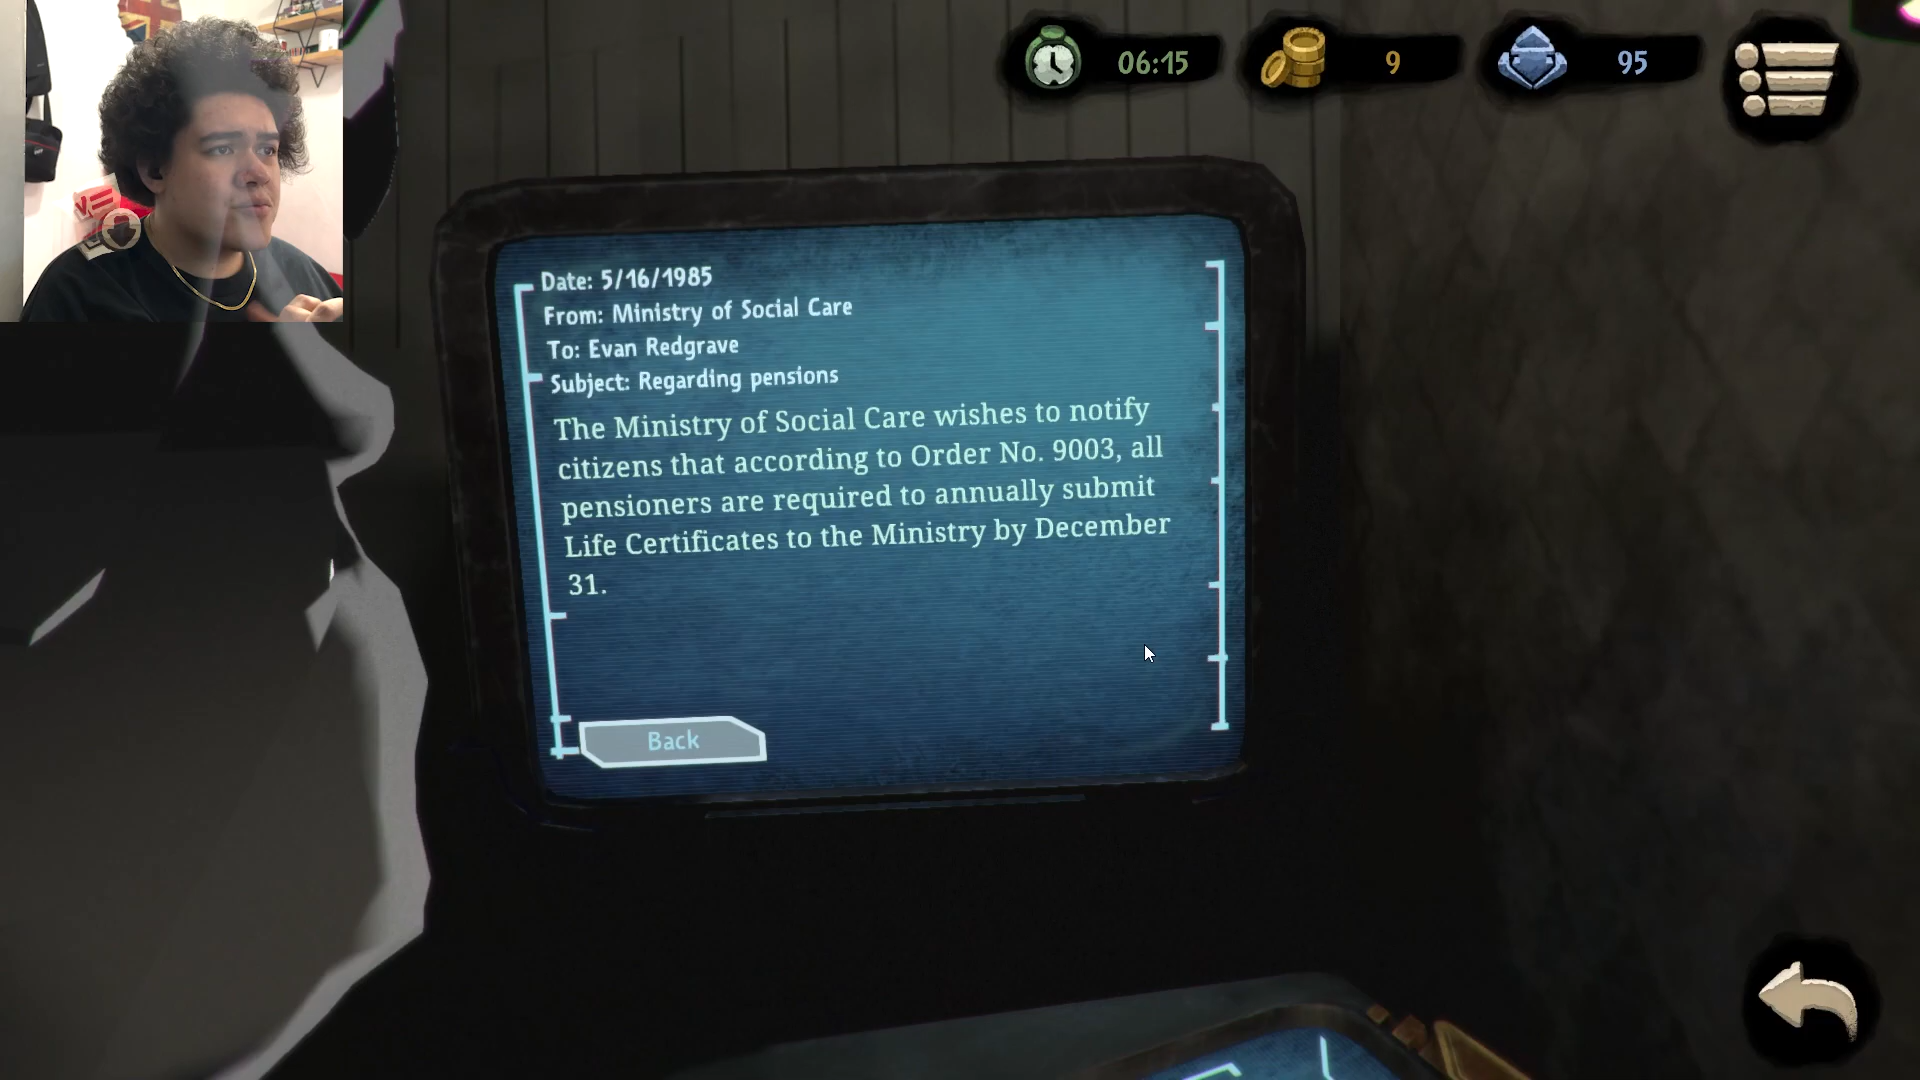 06:15
9
95
Date: 5/16/1985
From: Ministry of Social Care
To: Evan Redgrave
Subject: Regarding pensions
The Ministry of Social Care wishes to notify
citizens that according to Order No. 9003, all
pensioners are required to annually submit
Life Certificates to the Ministry by December
31.
Back